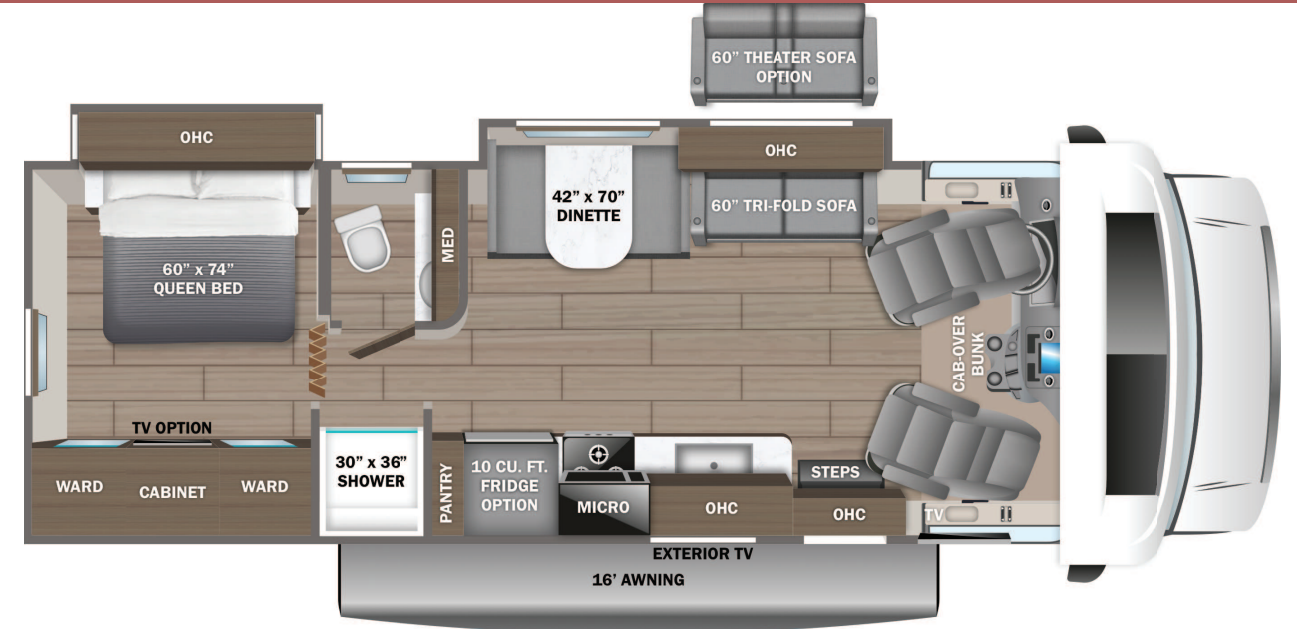 60” THEATER SOFA
OPTION
OHC
OHC
42” x 70”
DINETTE
60” TRI-FOLD SOFA
MED
60” x 74”
QUEEN BED
CAB-OVER
BUNK
TV OPTION
WARD
CABINET
WARD
30” x 36”
SHOWER
PANTRY
10 CU. FT.
FRIDGE
OPTION
MICRO
OHC
STEPS
OHC
TV
EXTERIOR TV
16’ AWNING